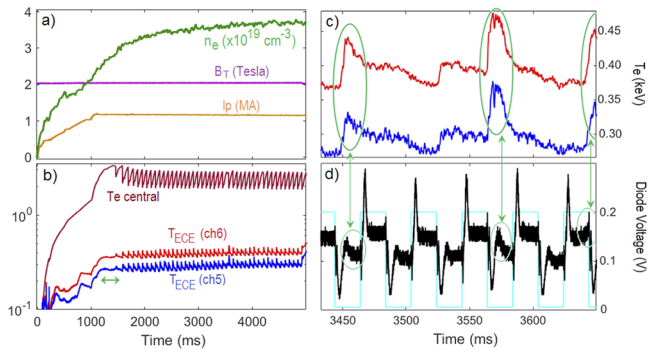 a)
n_e (x10^19 cm^-3)
B_T (Tesla)
Ip (MA)
4
3
2
1
0
b)
Te central
T_ECE (ch6)
T_ECE (ch5)
10^0
10^-1
0 1000 2000 3000 4000
Time (ms)
c)
0.45
0.40
0.35
0.30
Te (keV)
d)
0.2
0.1
0
Diode Voltage (V)
3450 3500 3550 3600
Time (ms)